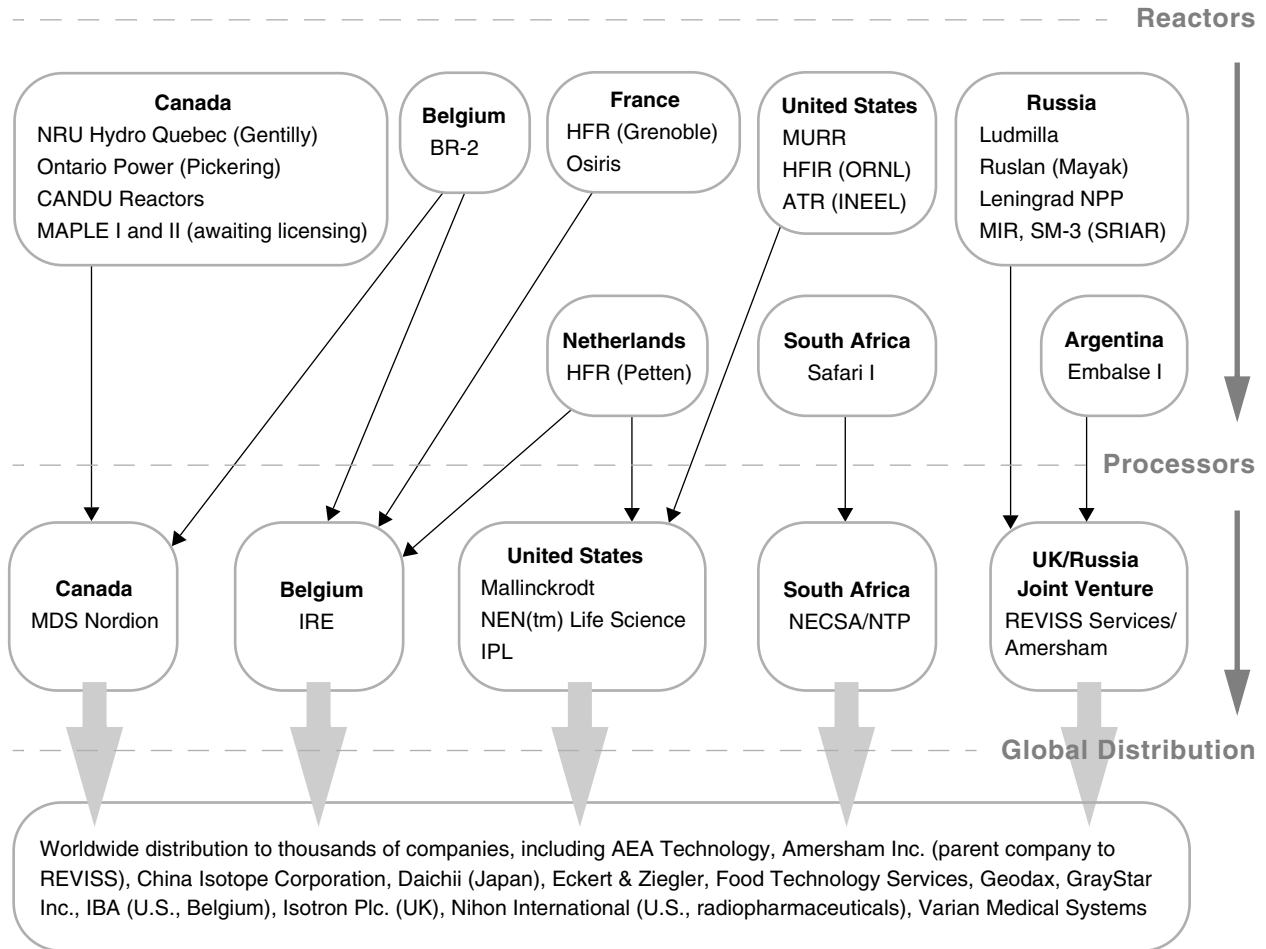 Reactors
Canada
NRU Hydro Quebec (Gentilly)
Ontario Power (Pickering)
CANDU Reactors
MAPLE I and II (awaiting licensing)
Belgium
BR-2
France
HFR (Grenoble)
Osiris
United States
MURR
HFIR (ORNL)
ATR (INEEL)
Russia
Ludmilla
Ruslan (Mayak)
Leningrad NPP
MIR, SM-3 (SRIAR)
Netherlands
HFR (Petten)
South Africa
Safari I
Argentina
Embalse I
Processors
Canada
MDS Nordion
Belgium
IRE
United States
Mallinckrodt
NEN(tm) Life Science
IPL
South Africa
NECSA/NTP
UK/Russia
Joint Venture
REVISS Services/
Amersham
Global Distribution
Worldwide distribution to thousands of companies, including AEA Technology, Amersham Inc. (parent company to
REVISS), China Isotope Corporation, Daichii (Japan), Eckert & Ziegler, Food Technology Services, Geodax, GrayStar
Inc., IBA (U.S., Belgium), Isotron Plc. (UK), Nihon International (U.S., radiopharmaceuticals), Varian Medical Systems